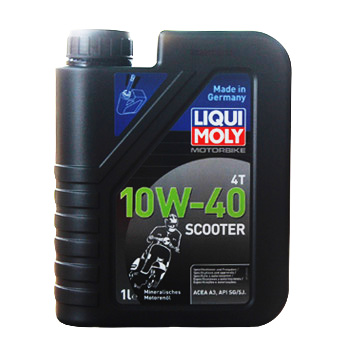 Made in
Germany
LIQUI
MOLY
MOTORBIKE
4T
10W-40
SCOOTER
1L Mineralisches
Motorenöl
ACEA A3, API SG/SJ,